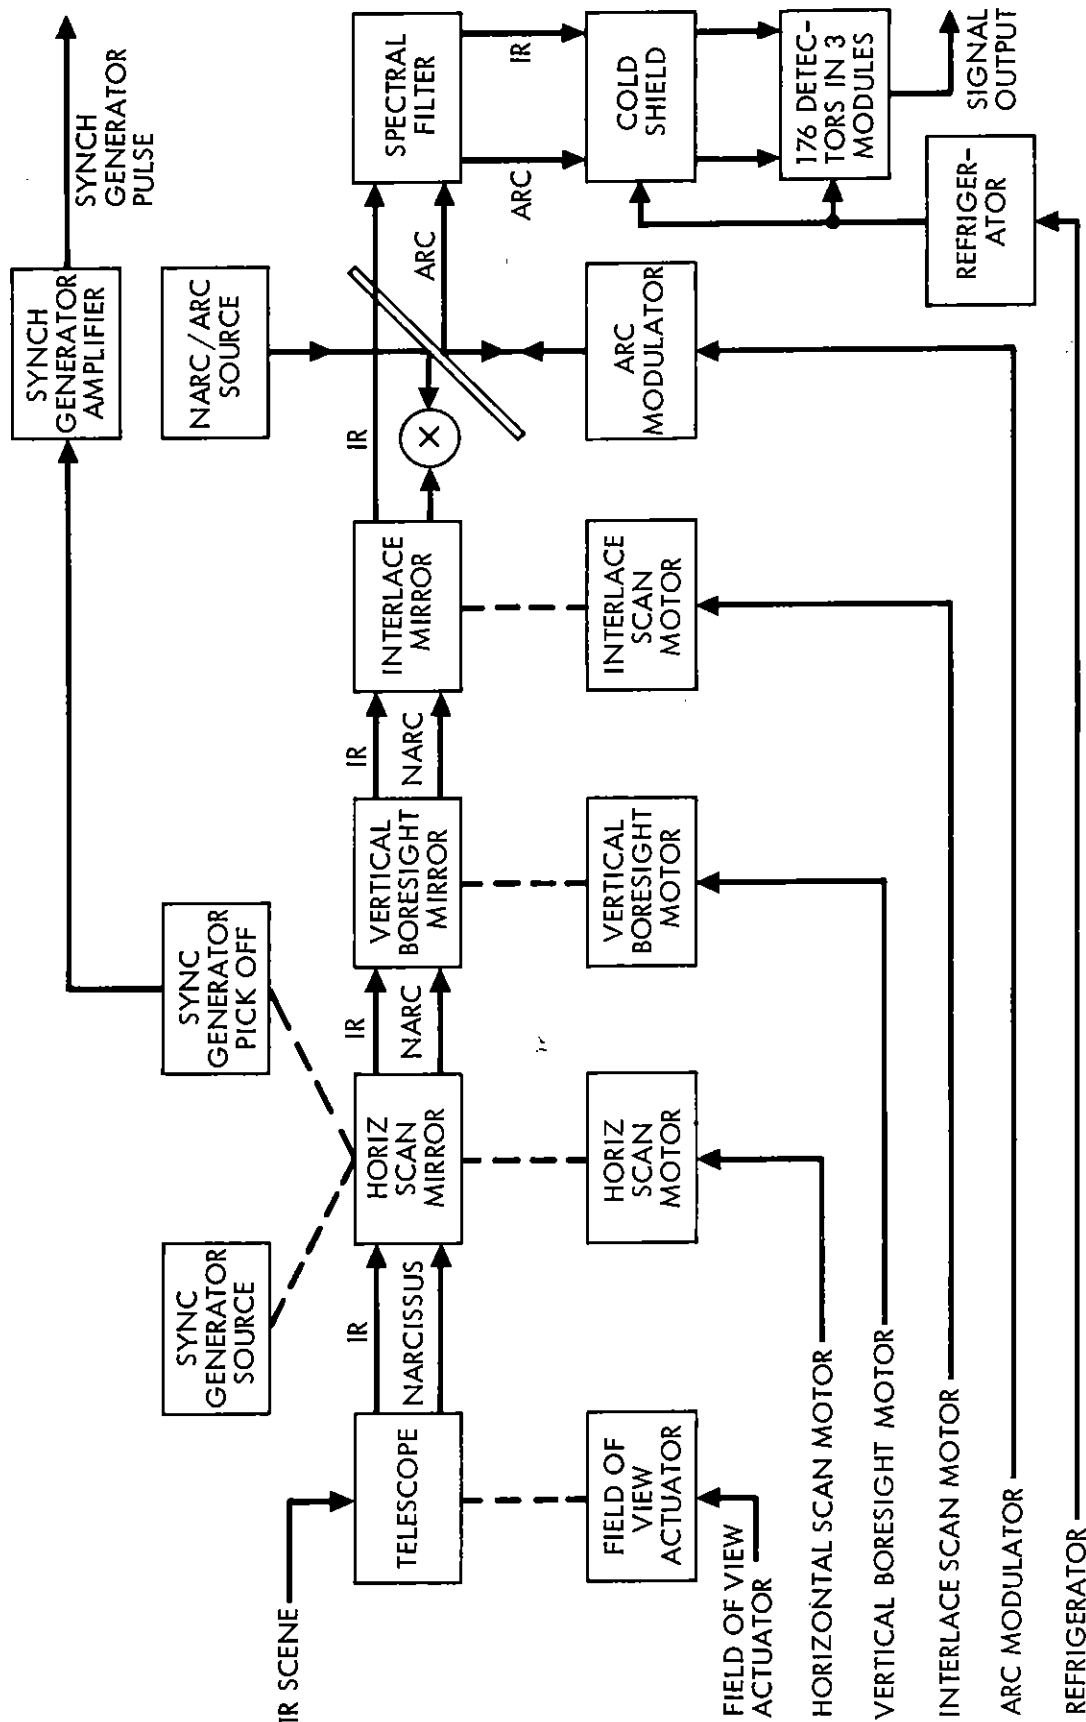 SYNCH
GENERATOR
PULSE
SYNCH
GENERATOR
AMPLIFIER
SYNC
GENERATOR
SOURCE
SYNC
GENERATOR
PICK OFF
NARC/ARC
SOURCE
IR SCENE
TELESCOPE
IR
NARCISSUS
HORIZ
SCAN
MIRROR
IR
NARC
VERTICAL
BORESIGHT
MIRROR
IR
NARC
INTERLACE
MIRROR
IR
X
ARC
SPECTRAL
FILTER
ARC
IR
FIELD OF
VIEW
ACTUATOR
HORIZ
SCAN
MOTOR
VERTICAL
BORESIGHT
MOTOR
INTERLACE
SCAN
MOTOR
ARC
MODULATOR
COLD
SHIELD
176 DETEC-
TORS IN 3
MODULES
REFRIGER-
ATOR
SIGNAL
OUTPUT
FIELD OF VIEW
ACTUATOR
HORIZONTAL SCAN MOTOR
VERTICAL BORESIGHT MOTOR
INTERLACE SCAN MOTOR
ARC MODULATOR
REFRIGERATOR